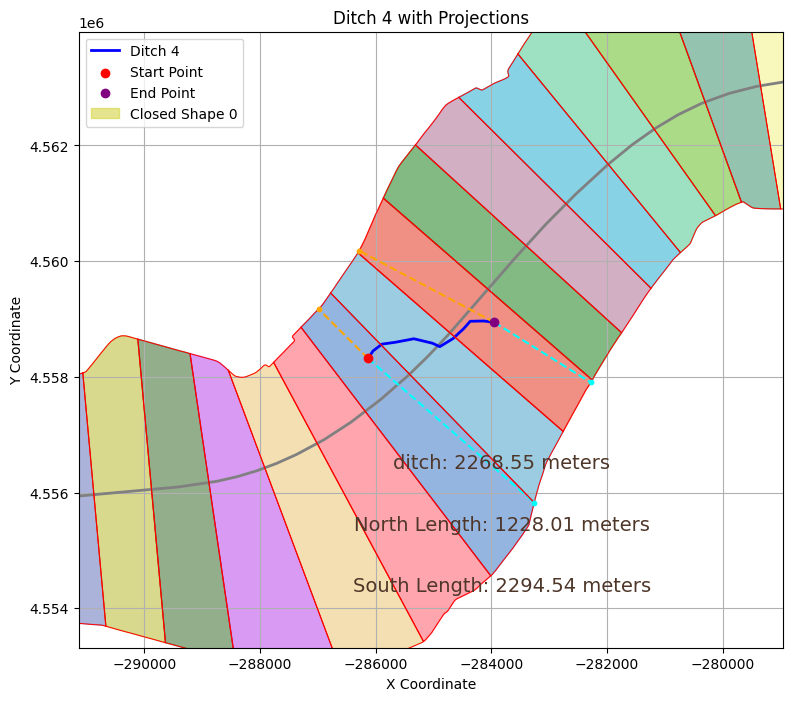 Ditch 4 with Projections
1e6
Ditch 4
Start Point
End Point
Closed Shape 0
4.562
4.560
4.558
4.556
4.554
Y Coordinate
ditch: 2268.55 meters
North Length: 1228.01 meters
South Length: 2294.54 meters
−290000 −288000 −286000 −284000 −282000 −280000
X Coordinate